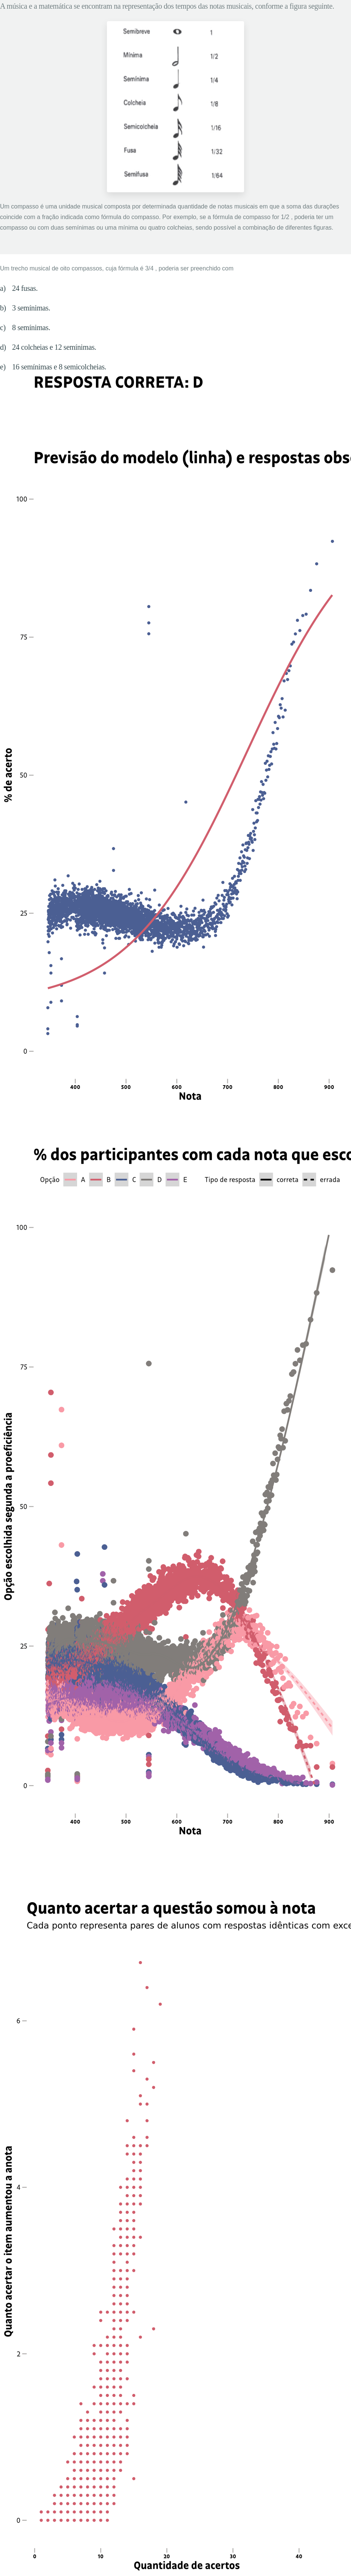 A música e a matemática se encontram na representação dos tempos das notas musicais, conforme a figura seguinte.
Semibreve 1
Mínima 1/2
Semínima 1/4
Colcheia 1/8
Semicolcheia 1/16
Fusa 1/32
Semifusa 1/64
Um compasso é uma unidade musical composta por determinada quantidade de notas musicais em que a soma das durações
coincide com a fração indicada como fórmula do compasso. Por exemplo, se a fórmula de compasso for 1/2 , poderia ter um
compasso ou com duas semínimas ou uma mínima ou quatro colcheias, sendo possível a combinação de diferentes figuras.
Um trecho musical de oito compassos, cuja fórmula é 3/4 , poderia ser preenchido com
a) 24 fusas.
b) 3 semínimas.
c) 8 semínimas.
d) 24 colcheias e 12 semínimas.
e) 16 semínimas e 8 semicolcheias.
RESPOSTA CORRETA: D
Previsão do modelo (linha) e respostas obs
100
75
50
25
0
% de acerto
400 500 600 700 800 900
Nota
% dos participantes com cada nota que esco
Opção A B C D E Tipo de resposta correta errada
100
75
50
25
0
Opção escolhida segunda a proeficiência
400 500 600 700 800 900
Nota
Quanto acertar a questão somou à nota
Cada ponto representa pares de alunos com respostas idênticas com exce
6
4
2
0
Quanto acertar o item aumentou a anota
0 10 20 30 40
Quantidade de acertos